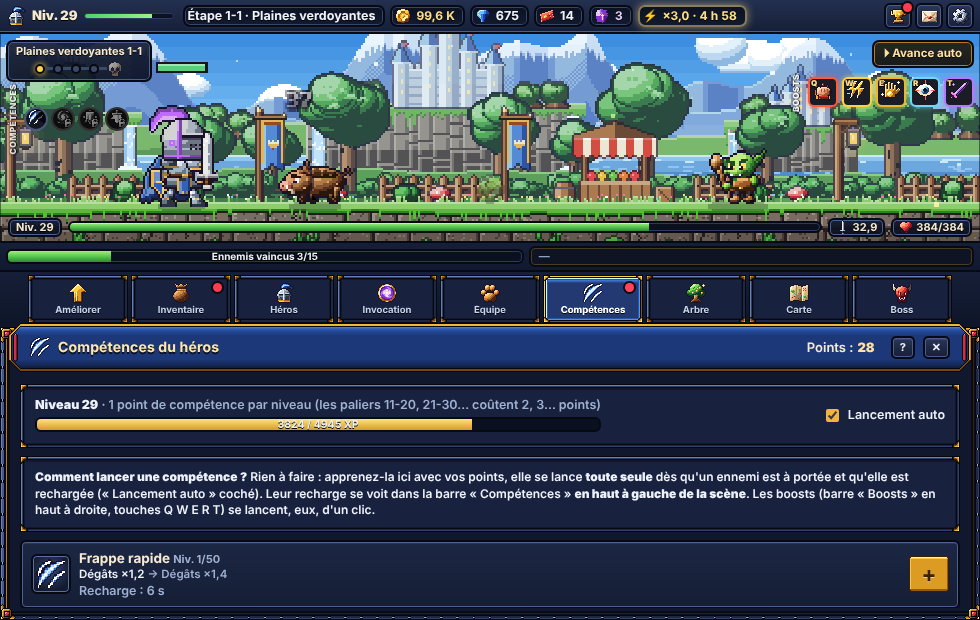 Niv. 29
Étape 1-1 · Plaines verdoyantes
99,6 K
675
14
3
×3,0 · 4 h 58
Plaines verdoyantes 1-1
Avance auto
COMPÉTENCES
BOOSTS
Q
W
E
R
T
Niv. 29
32,9
384/384
Ennemis vaincus 3/15
—
Améliorer
Inventaire
Héros
Invocation
Equipe
Compétences
Arbre
Carte
Boss
Compétences du héros
Points : 28
?
×
Niveau 29 · 1 point de compétence par niveau (les paliers 11-20, 21-30... coûtent 2, 3... points)
3324 / 4945 XP
Lancement auto
Comment lancer une compétence ? Rien à faire : apprenez-la ici avec vos points, elle se lance toute seule dès qu'un ennemi est à portée et qu'elle est
rechargée (« Lancement auto » coché). Leur recharge se voit dans la barre « Compétences » en haut à gauche de la scène. Les boosts (barre « Boosts » en
haut à droite, touches Q W E R T) se lancent, eux, d'un clic.
Frappe rapide Niv. 1/50
Dégâts ×1,2 → Dégâts ×1,4
Recharge : 6 s
+